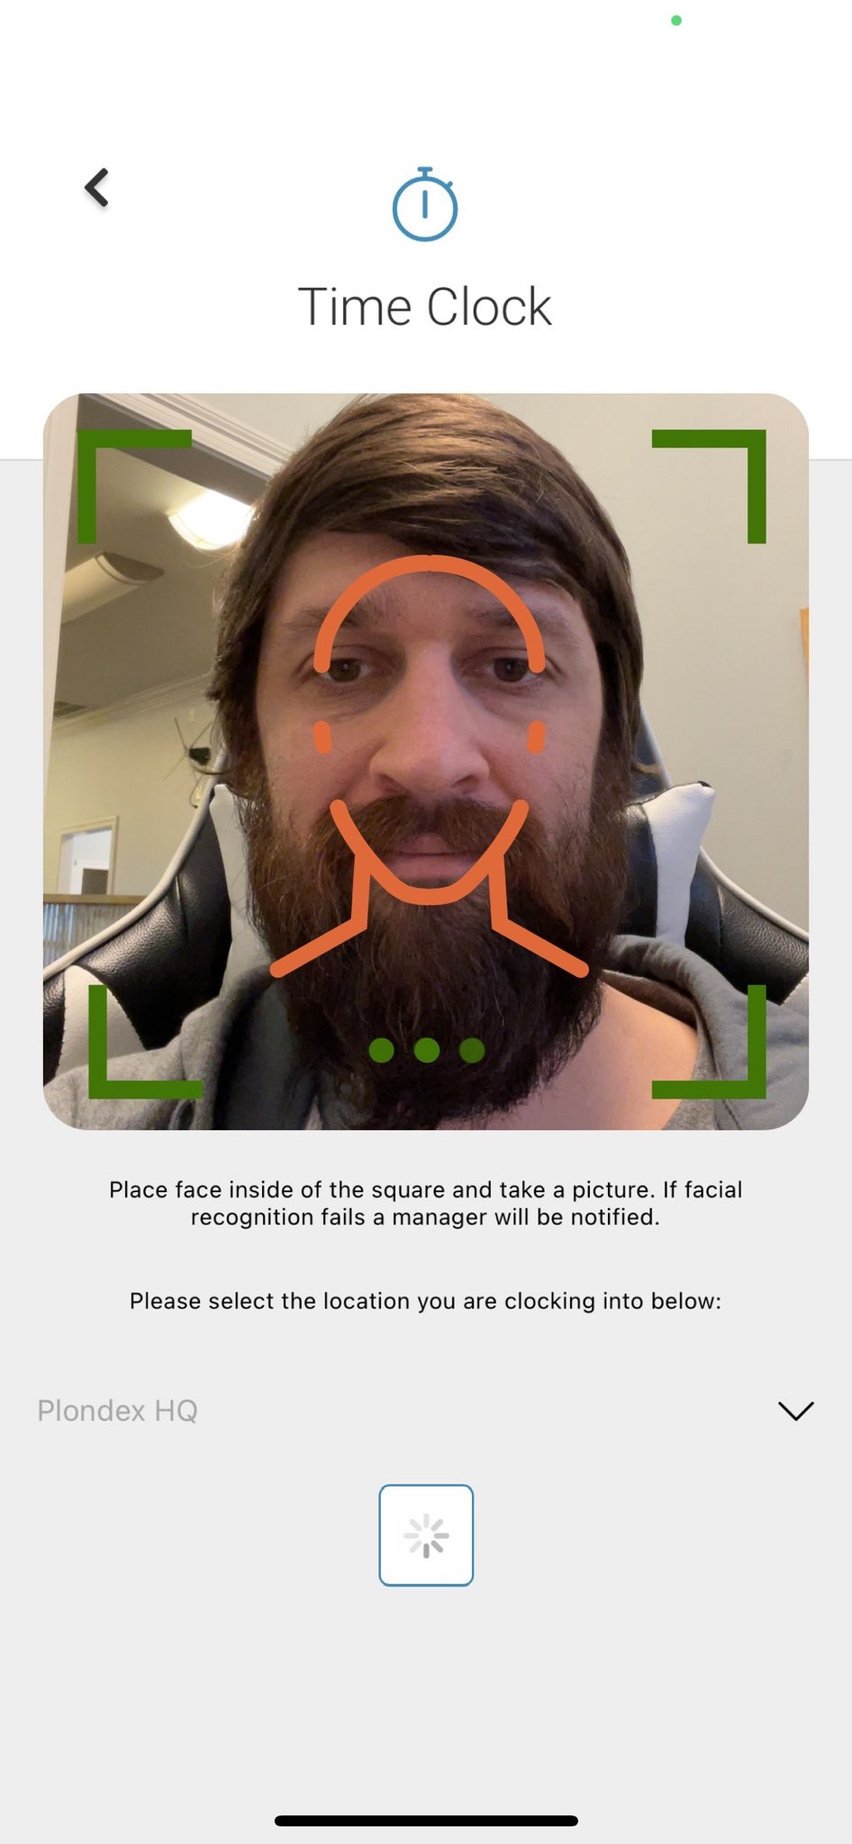 Time Clock
Place face inside of the square and take a picture. If facial
recognition fails a manager will be notified.
Please select the location you are clocking into below:
Plondex HQ